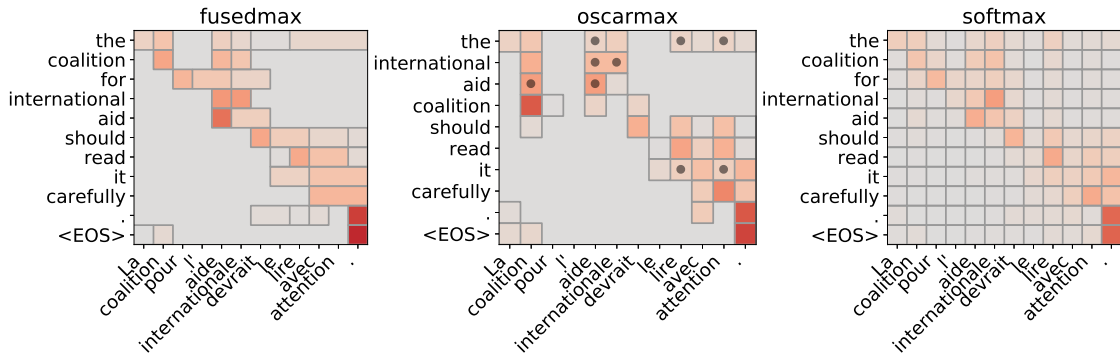 fusedmax
the
coalition
for
international
aid
should
read
it
carefully
.
<EOS>
La
coalition
pour
l'
aide
internationale
devrait
le
lire
avec
attention
.
oscarmax
the
international
aid
coalition
should
read
it
carefully
.
<EOS>
La
coalition
pour
l'
aide
internationale
devrait
le
lire
avec
attention
.
softmax
the
coalition
for
international
aid
should
read
it
carefully
.
<EOS>
La
coalition
pour
l'
aide
internationale
devrait
le
lire
avec
attention
.